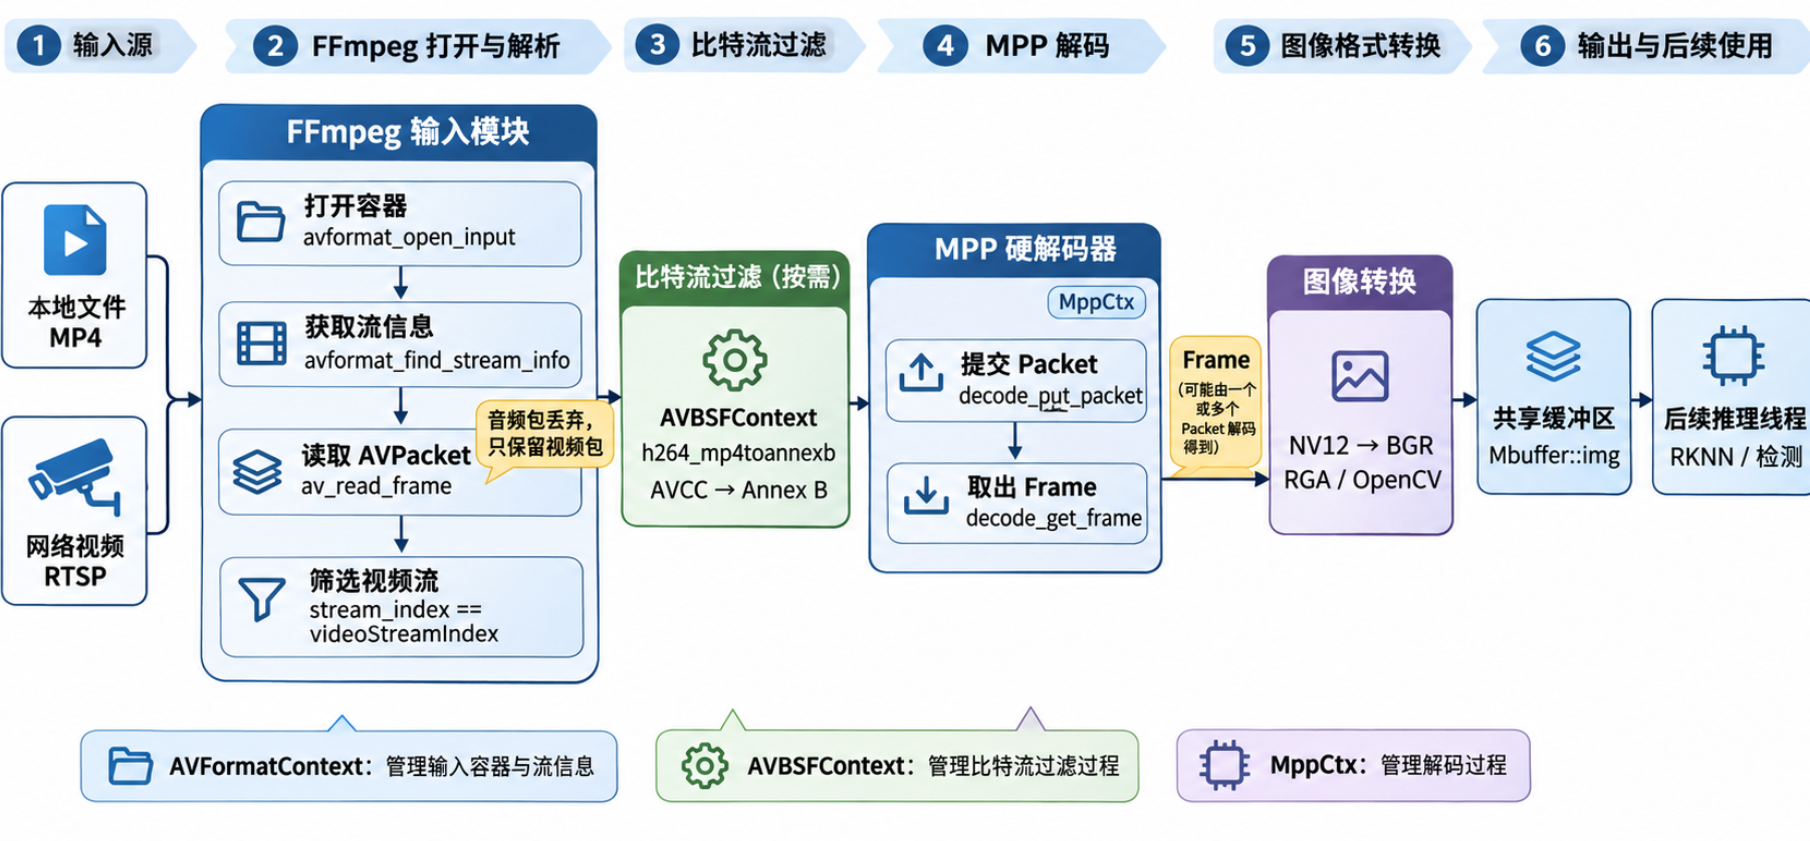 1 输入源
2 FFmpeg 打开与解析
3 比特流过滤
4 MPP 解码
5 图像格式转换
6 输出与后续使用
本地文件
MP4
网络视频
RTSP
FFmpeg 输入模块
打开容器
avformat_open_input
获取流信息
avformat_find_stream_info
音频包丢弃，
只保留视频包
读取 AVPacket
av_read_frame
筛选视频流
stream_index ==
videoStreamIndex
比特流过滤（按需）
AVBSFContext
h264_mp4toannexb
AVCC → Annex B
MPP 硬解码器
MppCtx
提交 Packet
decode_put_packet
取出 Frame
decode_get_frame
Frame
（可能由一个
或多个
Packet 解码
得到）
图像转换
NV12 → BGR
RGA / OpenCV
共享缓冲区
Mbuffer::img
后续推理线程
RKNN / 检测
AVFormatContext：管理输入容器与流信息
AVBSFContext：管理比特流过滤过程
MppCtx：管理解码过程